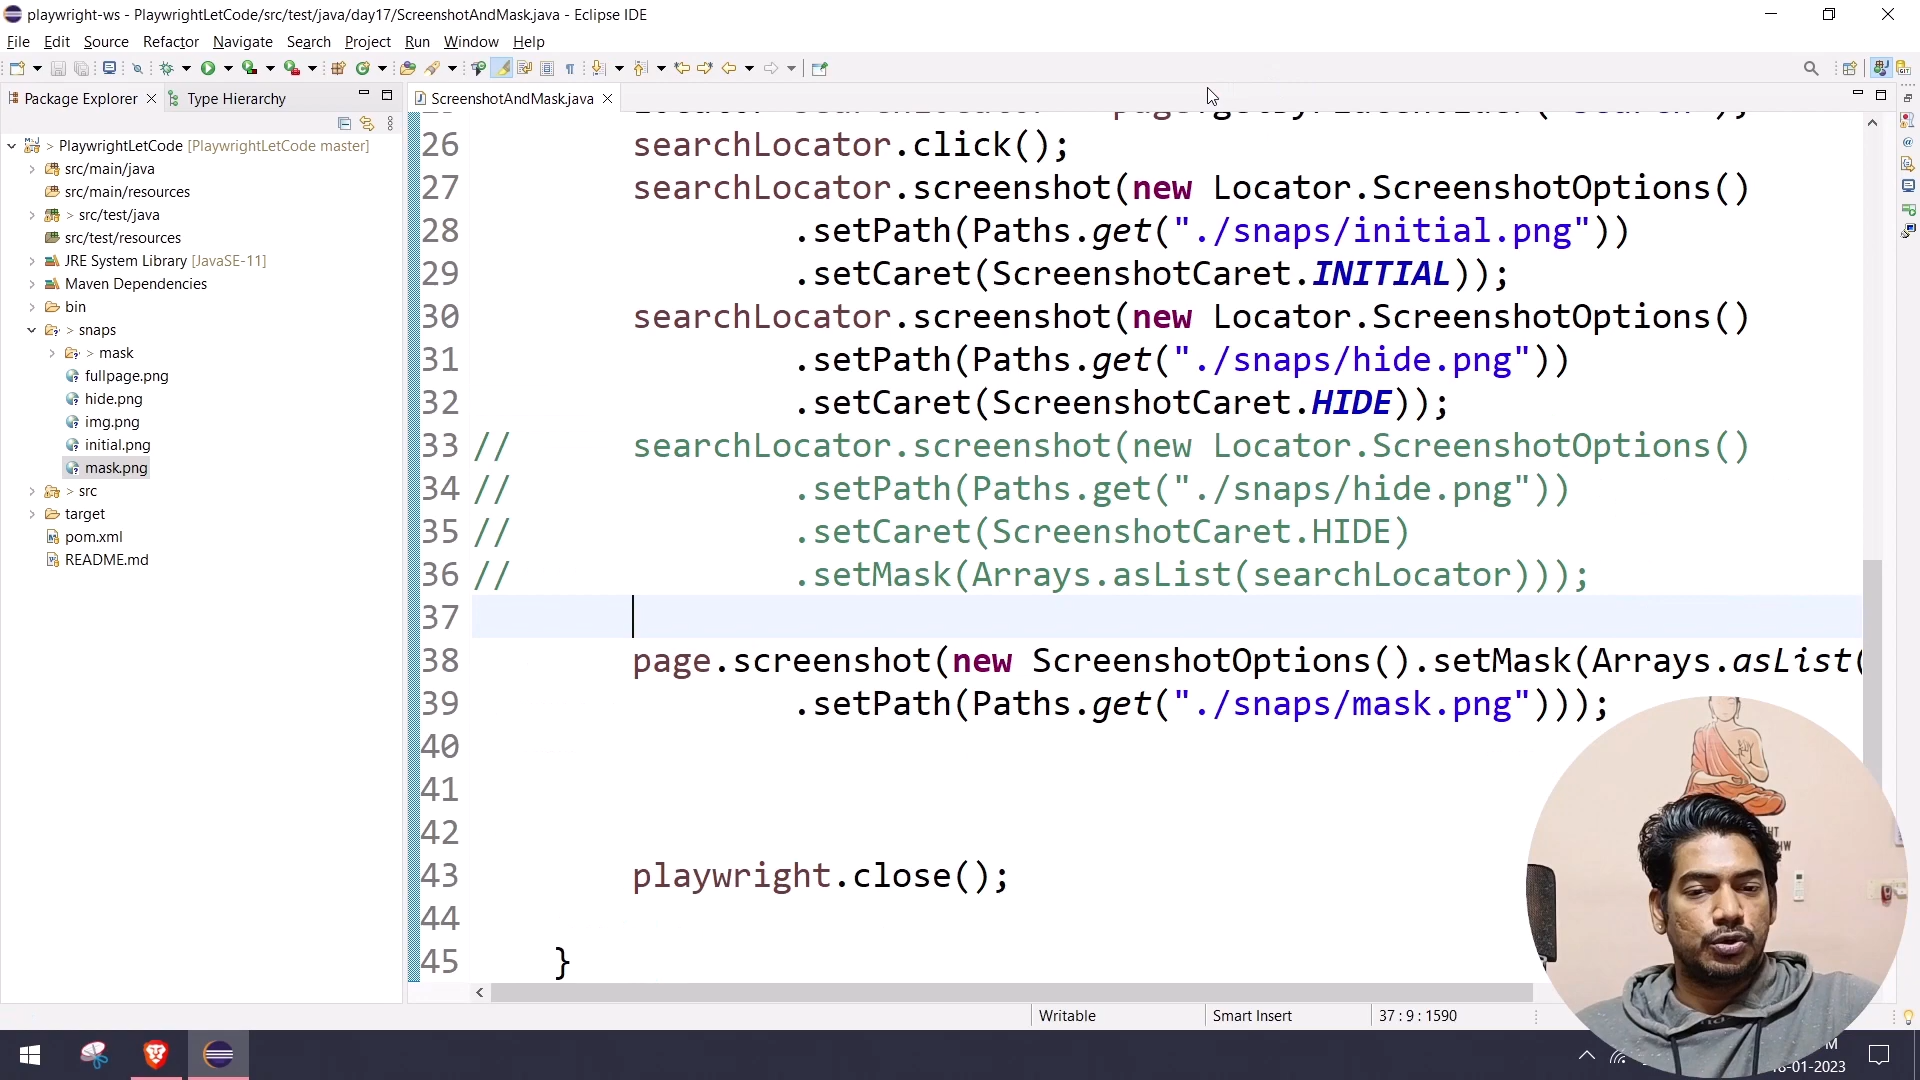 playwright-ws - PlaywrightLetCode/src/test/java/day17/ScreenshotAndMask.java - Eclipse IDE
File Edit Source Refactor Navigate Search Project Run Window Help
Package Explorer Type Hierarchy
ScreenshotAndMask.java
> PlaywrightLetCode [PlaywrightLetCode master]
src/main/java
src/main/resources
> src/test/java
src/test/resources
JRE System Library [JavaSE-11]
Maven Dependencies
bin
> snaps
> mask
fullpage.png
hide.png
img.png
initial.png
mask.png
> src
target
pom.xml
README.md
26 searchLocator.click();
27 searchLocator.screenshot(new Locator.ScreenshotOptions()
28 .setPath(Paths.get("./snaps/initial.png"))
29 .setCaret(ScreenshotCaret.INITIAL));
30 searchLocator.screenshot(new Locator.ScreenshotOptions()
31 .setPath(Paths.get("./snaps/hide.png"))
32 .setCaret(ScreenshotCaret.HIDE));
33 // searchLocator.screenshot(new Locator.ScreenshotOptions()
34 // .setPath(Paths.get("./snaps/hide.png"))
35 // .setCaret(ScreenshotCaret.HIDE)
36 // .setMask(Arrays.asList(searchLocator)));
37
38 page.screenshot(new ScreenshotOptions().setMask(Arrays.asList(
39 .setPath(Paths.get("./snaps/mask.png")));
40
41
42
43 playwright.close();
44
45 }
Writable Smart Insert 37 : 9 : 1590